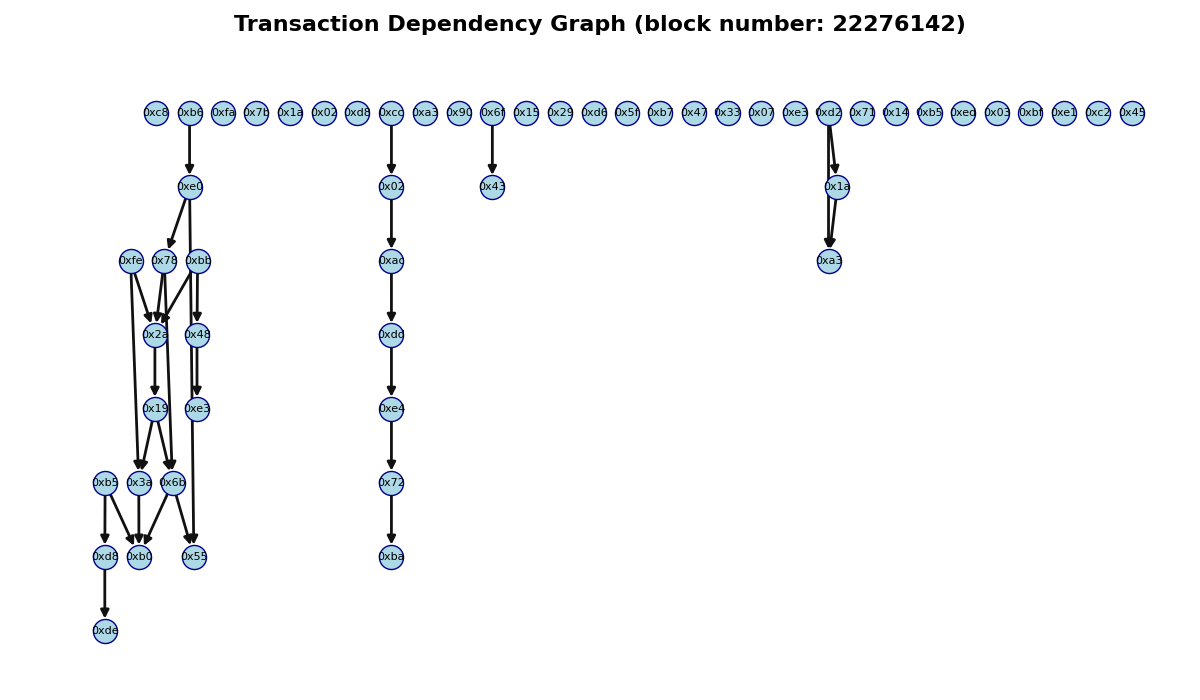 Transaction Dependency Graph (block number: 22276142)
0xc8 0xb6 0xfa 0x7b 0x1a 0x02 0xd8 0xcc 0xa3 0x90 0x6f 0x15 0x29 0xd6 0x5f 0xb7 0x47 0x33 0x07 0xe3 0xd2 0x71 0x14 0xb5 0xed 0x03 0xbf 0xe1 0xc2 0x45
0xe0 0x02 0x43 0x1a
0xfe 0x78 0xbb 0xac 0xa3
0x2a 0x48 0xdd
0x19 0xe3 0xe4
0xb5 0x3a 0x6b 0x72
0xd8 0xb0 0x55 0xba
0xde